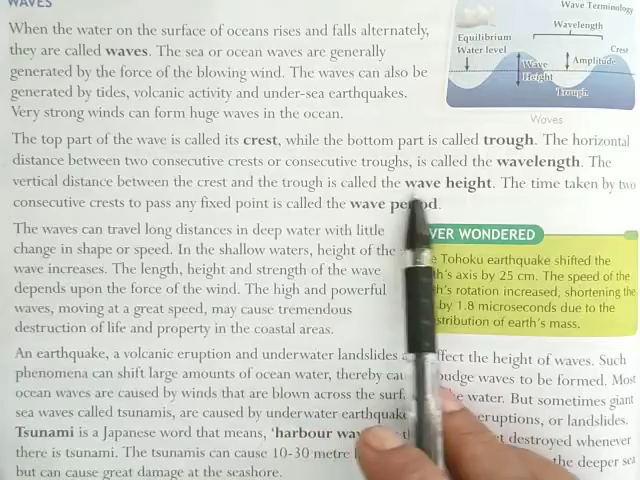 WAVES
When the water on the surface of oceans rises and falls alternately,
they are called waves. The sea or ocean waves are generally
generated by the force of the blowing wind. The waves can also be
generated by tides, volcanic activity and under-sea earthquakes.
Very strong winds can form huge waves in the ocean.
Wave Terminology
Wavelength
Equilibrium
Water level
Crest
Wave
Height
Amplitude
Trough
Waves
The top part of the wave is called its crest, while the bottom part is called trough. The horizontal
distance between two consecutive crests or consecutive troughs, is called the wavelength. The
vertical distance between the crest and the trough is called the wave height. The time taken by two
consecutive crests to pass any fixed point is called the wave period.
The waves can travel long distances in deep water with little
change in shape or speed. In the shallow waters, height of the
wave increases. The length, height and strength of the wave
depends upon the force of the wind. The high and powerful
waves, moving at a great speed, may cause tremendous
destruction of life and property in the coastal areas.
VER WONDERED
e Tohoku earthquake shifted the
th's axis by 25 cm. The speed of the
h's rotation increased, shortening the
by 1.8 microseconds due to the
stribution of earth's mass.
An earthquake, a volcanic eruption and underwater landslides a ffect the height of waves. Such
phenomena can shift large amounts of ocean water, thereby cau udge waves to be formed. Most
ocean waves are caused by winds that are blown across the surf e water. But sometimes giant
sea waves called tsunamis, are caused by underwater earthquake eruptions, or landslides.
Tsunami is a Japanese word that means, 'harbour wav t destroyed whenever
there is tsunami. The tsunamis can cause 10-30 metre the deeper sea
but can cause great damage at the seashore.